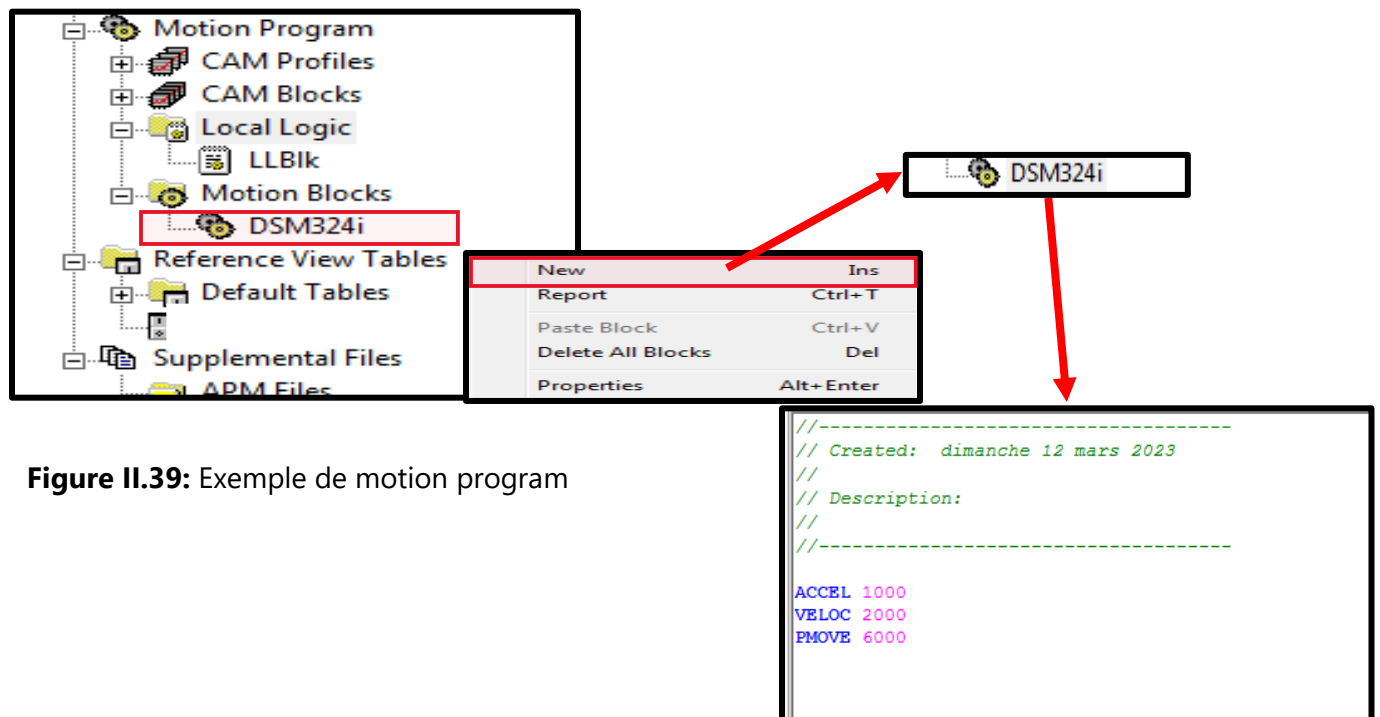 Motion Program
CAM Profiles
CAM Blocks
Local Logic
LLBlk
Motion Blocks
DSM324i
Reference View Tables
Default Tables
Supplemental Files
APM Files
New Ins
Report Ctrl+T
Paste Block Ctrl+V
Delete All Blocks Del
Properties Alt+Enter
DSM324i
//-------------------------------------
// Created:  dimanche 12 mars 2023
//
// Description:
//
//-------------------------------------
ACCEL 1000
VELOC 2000
PMOVE 6000
Figure II.39: Exemple de motion program